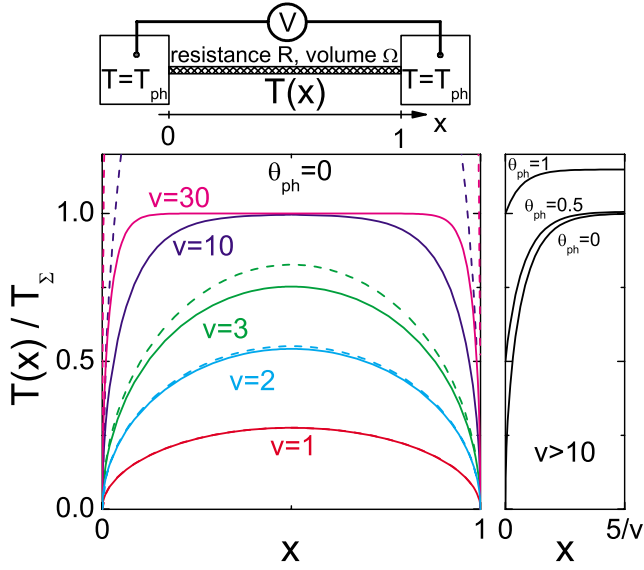 V
resistance R, volume Ω
T=T_ph
T=T_ph
T(x)
0
1
x
θ_ph=0
v=30
v=10
v=3
v=2
v=1
T(x) / T_Σ
1.0
0.5
0.0
0
1
x
θ_ph=1
θ_ph=0.5
θ_ph=0
v>10
0
5/v
x